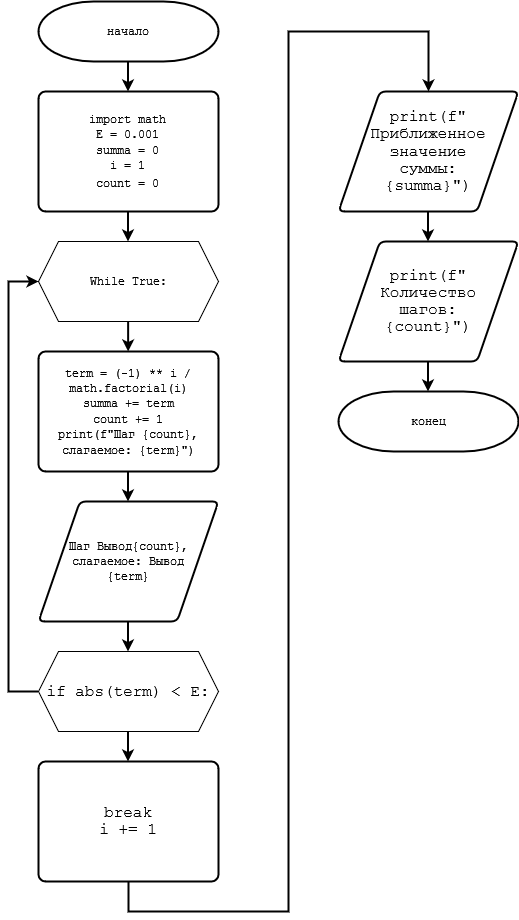 начало
import math
E = 0.001
summa = 0
i = 1
count = 0
While True:
term = (-1) ** i /
math.factorial(i)
summa += term
count += 1
print(f"Шаг {count},
слагаемое: {term}")
Шаг Вывод{count},
слагаемое: Вывод
{term}
if abs(term) < E:
break
i += 1
print(f"
Приближенное
значение
суммы:
{summa}")
print(f"
Количество
шагов:
{count}")
конец